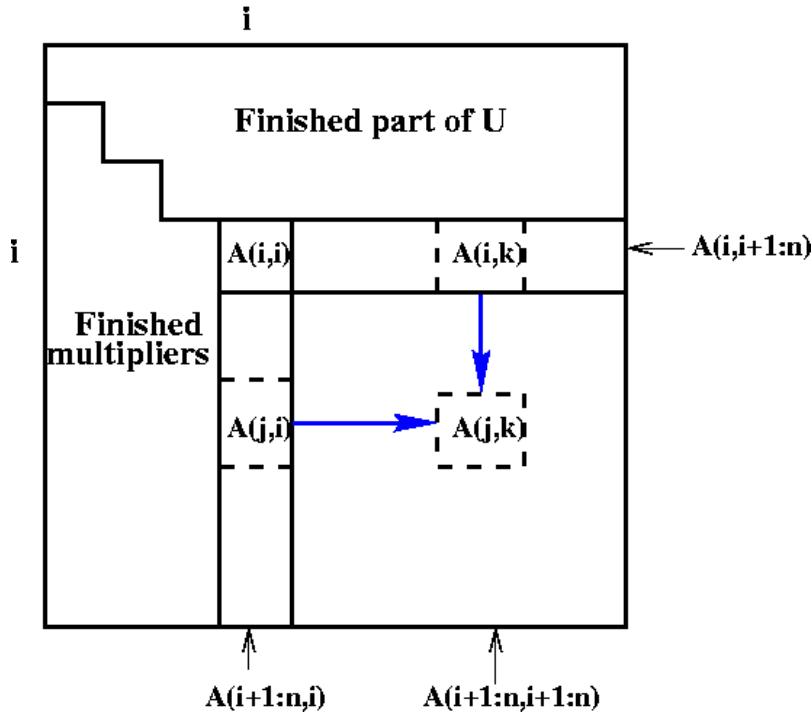 i
Finished part of U
i
A(i,i)
A(i,k)
A(i,i+1:n)
Finished
multipliers
A(j,i)
A(j,k)
A(i+1:n,i)
A(i+1:n,i+1:n)